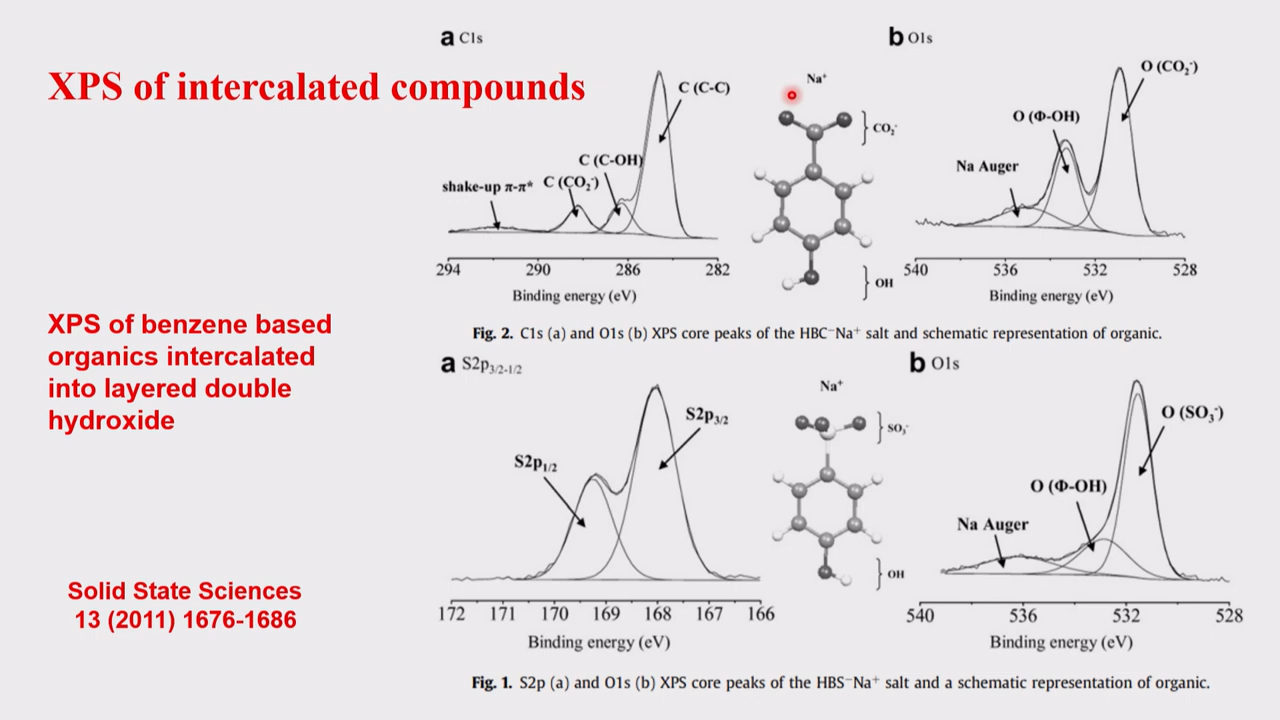 XPS of intercalated compounds
XPS of benzene based
organics intercalated
into layered double
hydroxide
Solid State Sciences
13 (2011) 1676-1686
a C1s
C (C-C)
C (C-OH)
C (CO₂⁻)
shake-up π-π*
294 290 286 282
Binding energy (eV)
Na⁺
CO₂⁻
OH
b O1s
O (CO₂⁻)
O (Φ-OH)
Na Auger
540 536 532 528
Binding energy (eV)
Fig. 2. C1s (a) and O1s (b) XPS core peaks of the HBC⁻Na⁺ salt and schematic representation of organic.
a S2p3/2-1/2
S2p3/2
S2p1/2
172 171 170 169 168 167 166
Binding energy (eV)
Na⁺
SO₃⁻
OH
b O1s
O (SO₃⁻)
O (Φ-OH)
Na Auger
540 536 532 528
Binding energy (eV)
Fig. 1. S2p (a) and O1s (b) XPS core peaks of the HBS⁻Na⁺ salt and a schematic representation of organic.